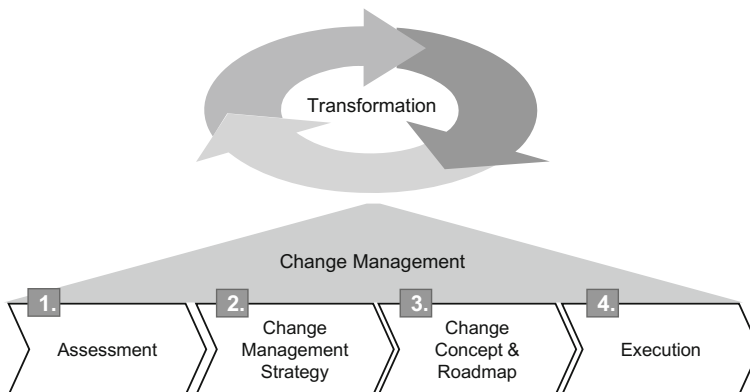 Transformation
Change Management
1.
Assessment
2.
Change
Management
Strategy
3.
Change
Concept &
Roadmap
4.
Execution